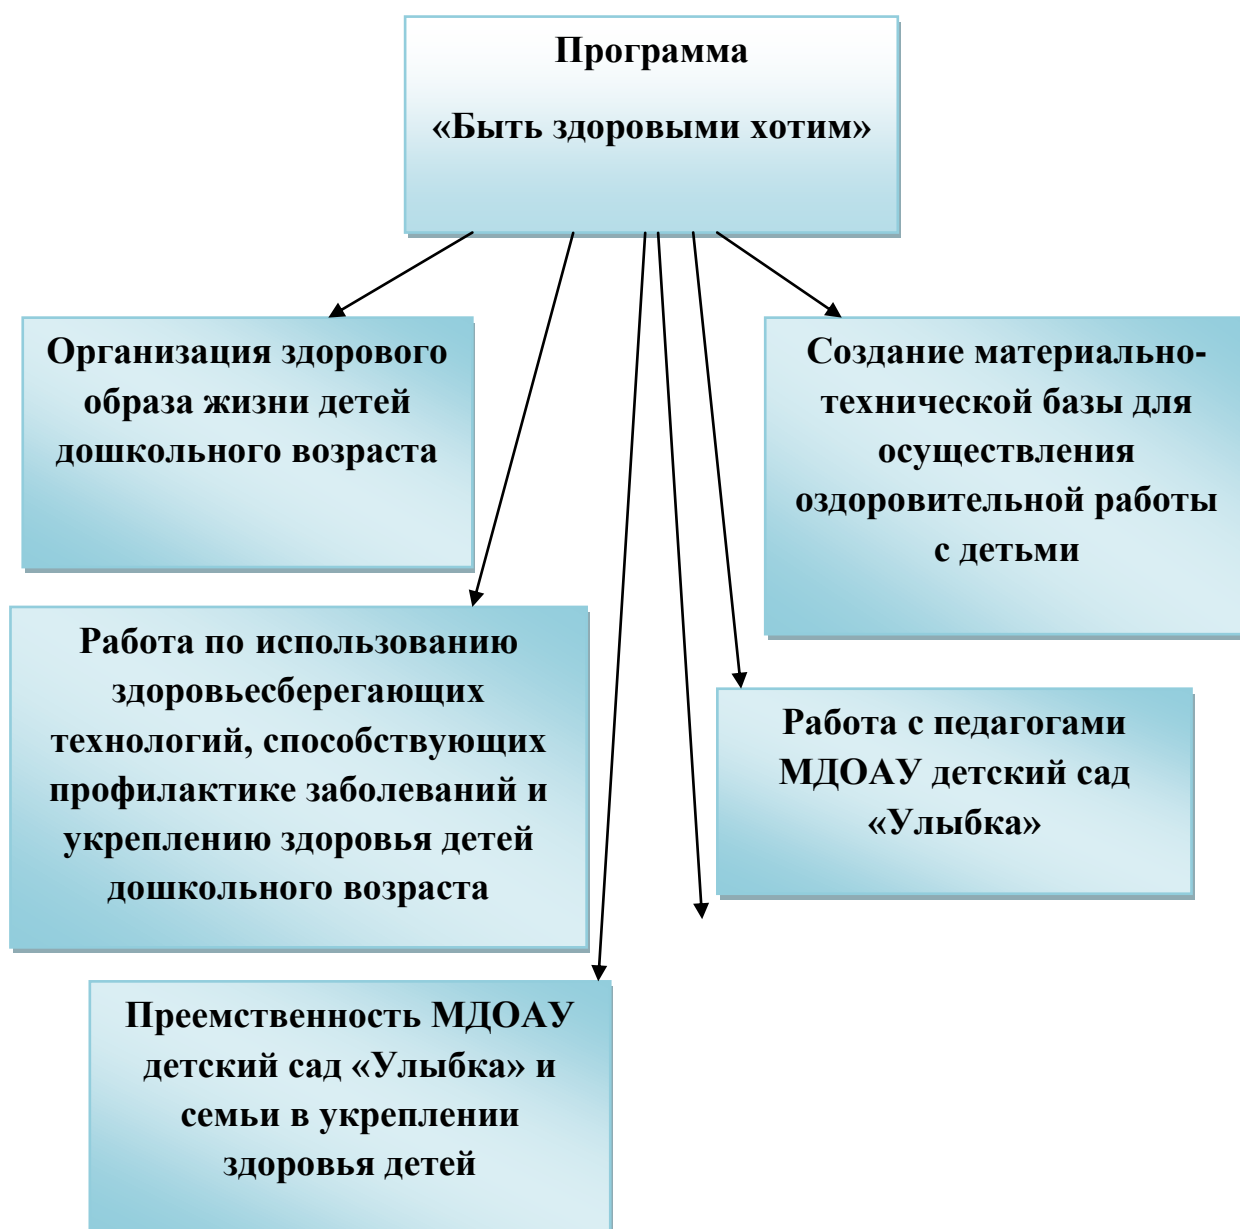 Программа
«Быть здоровыми хотим»
Организация здорового
образа жизни детей
дошкольного возраста
Создание материально-
технической базы для
осуществления
оздоровительной работы
с детьми
Работа по использованию
здоровьесберегающих
технологий, способствующих
профилактике заболеваний и
укреплению здоровья детей
дошкольного возраста
Работа с педагогами
МДОАУ детский сад
«Улыбка»
Преемственность МДОАУ
детский сад «Улыбка» и
семьи в укреплении
здоровья детей